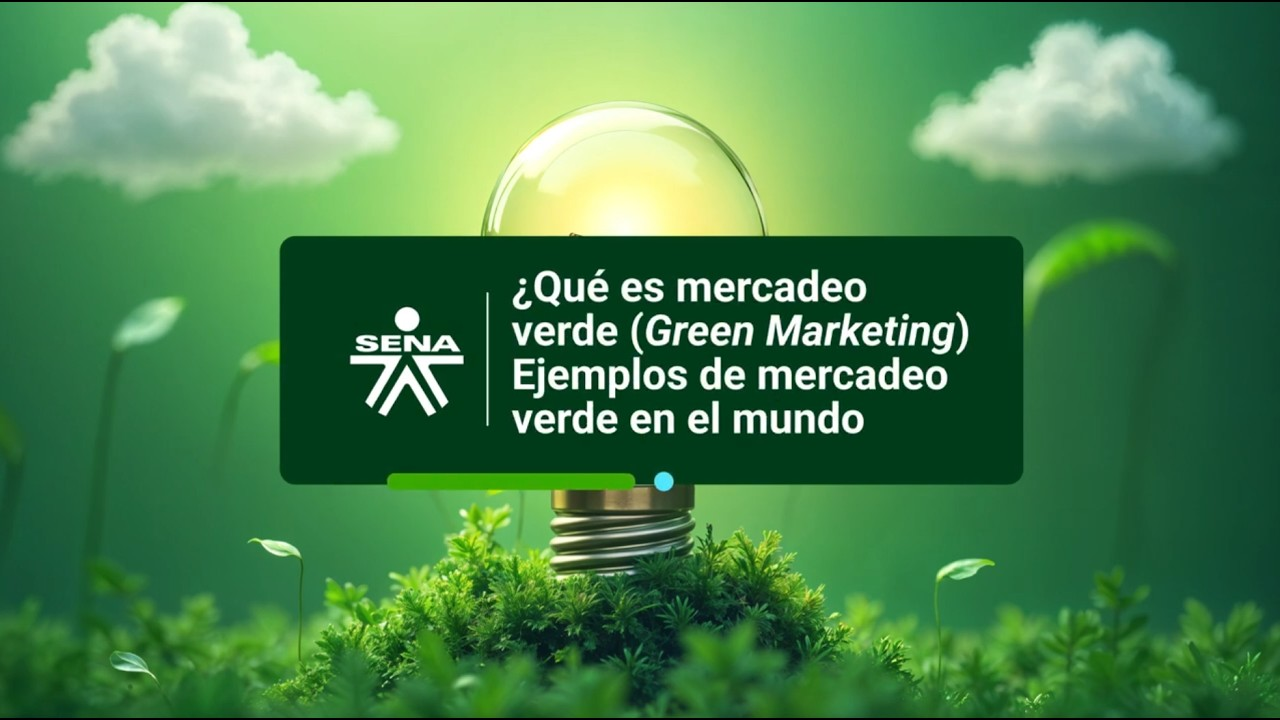 SENA
¿Qué es mercadeo
verde (Green Marketing)
Ejemplos de mercadeo
verde en el mundo